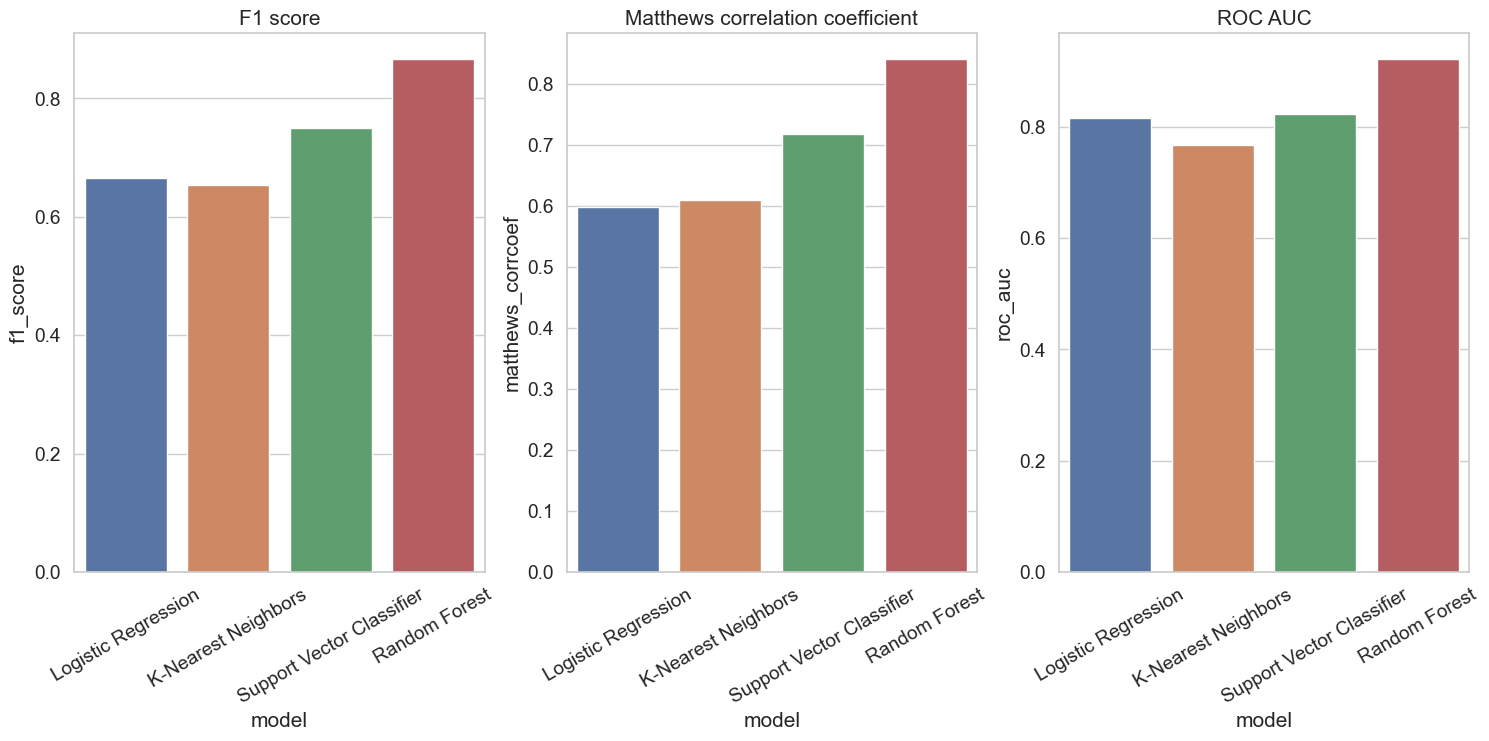 F1 score
f1_score
0.8
0.6
0.4
0.2
0.0
Logistic Regression
K-Nearest Neighbors
Support Vector Classifier
Random Forest
model
Matthews correlation coefficient
matthews_corrcoef
0.8
0.7
0.6
0.5
0.4
0.3
0.2
0.1
0.0
Logistic Regression
K-Nearest Neighbors
Support Vector Classifier
Random Forest
model
ROC AUC
roc_auc
0.8
0.6
0.4
0.2
0.0
Logistic Regression
K-Nearest Neighbors
Support Vector Classifier
Random Forest
model